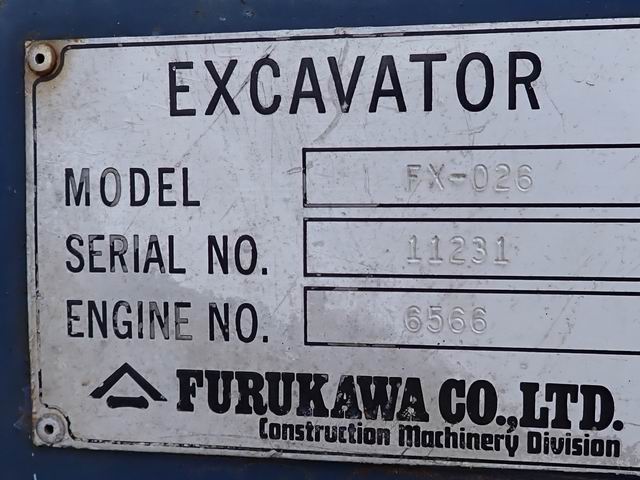 EXCAVATOR
MODEL FX-026
SERIAL NO. 11231
ENGINE NO. 6566
FURUKAWA CO.,LTD.
Construction Machinery Division